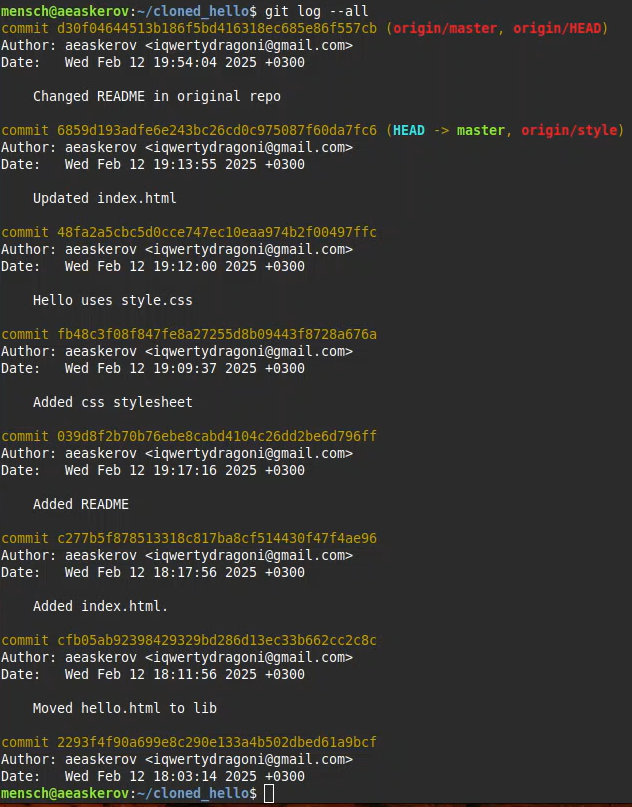 mensch@aeaskerov:~/cloned_hello$ git log --all
commit d30f04644513b186f5bd416318ec685e86f557cb (origin/master, origin/HEAD)
Author: aeaskerov <iqwertydragoni@gmail.com>
Date:   Wed Feb 12 19:54:04 2025 +0300
    Changed README in original repo
commit 6859d193adfe6e243bc26cd0c975087f60da7fc6 (HEAD -> master, origin/style)
Author: aeaskerov <iqwertydragoni@gmail.com>
Date:   Wed Feb 12 19:13:55 2025 +0300
    Updated index.html
commit 48fa2a5cbc5d0cce747ec10eaa974b2f00497ffc
Author: aeaskerov <iqwertydragoni@gmail.com>
Date:   Wed Feb 12 19:12:00 2025 +0300
    Hello uses style.css
commit fb48c3f08f847fe8a27255d8b09443f8728a676a
Author: aeaskerov <iqwertydragoni@gmail.com>
Date:   Wed Feb 12 19:09:37 2025 +0300
    Added css stylesheet
commit 039d8f2b70b76ebe8cabd4104c26dd2be6d796ff
Author: aeaskerov <iqwertydragoni@gmail.com>
Date:   Wed Feb 12 19:17:16 2025 +0300
    Added README
commit c277b5f878513318c817ba8cf514430f47f4ae96
Author: aeaskerov <iqwertydragoni@gmail.com>
Date:   Wed Feb 12 18:17:56 2025 +0300
    Added index.html.
commit cfb05ab92398429329bd286d13ec33b662cc2c8c
Author: aeaskerov <iqwertydragoni@gmail.com>
Date:   Wed Feb 12 18:11:56 2025 +0300
    Moved hello.html to lib
commit 2293f4f90a699e8c290e133a4b502dbed61a9bcf
Author: aeaskerov <iqwertydragoni@gmail.com>
Date:   Wed Feb 12 18:03:14 2025 +0300
mensch@aeaskerov:~/cloned_hello$